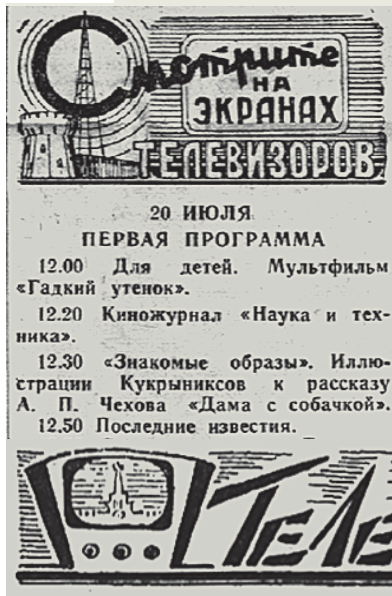 Смотрите
НА
ЭКРАНАХ
ТЕЛЕВИЗОРОВ
20 ИЮЛЯ
ПЕРВАЯ ПРОГРАММА
12.00 Для детей. Мультфильм
«Гадкий утенок».
12.20 Киножурнал «Наука и тех-
ника».
12.30 «Знакомые образы». Иллю-
страции Кукрыниксов к рассказу
А. П. Чехова «Дама с собачкой».
12.50 Последние известия.
Теле